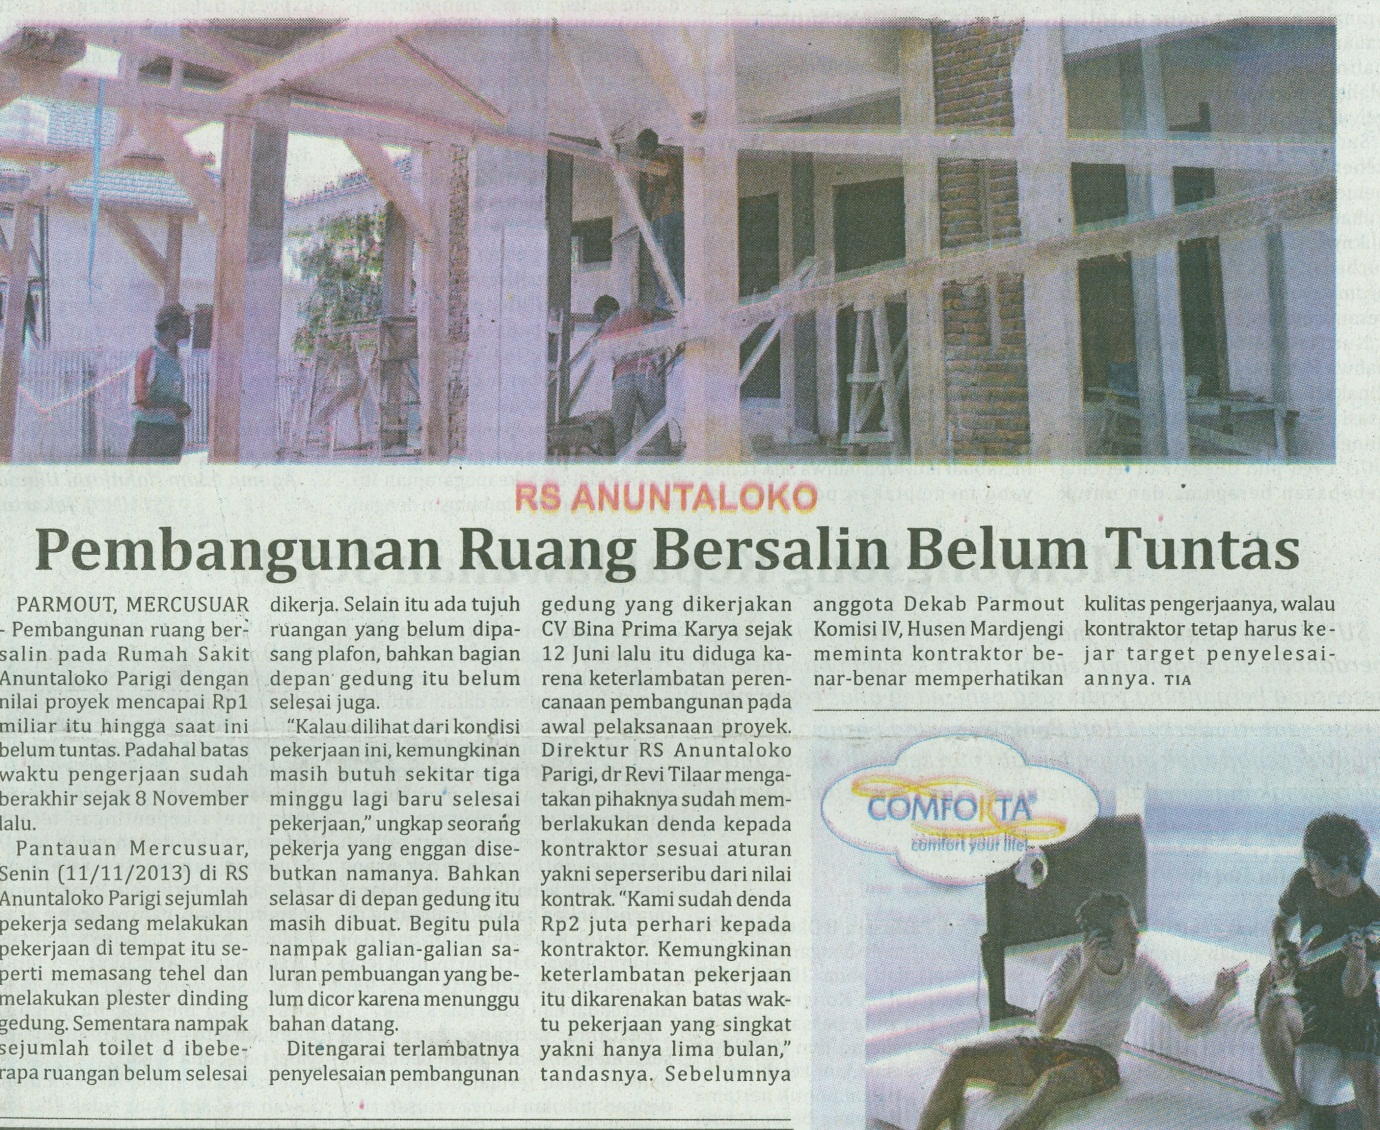 RS ANUNTALOKO
Pembangunan Ruang Bersalin Belum Tuntas
PARMOUT, MERCUSUAR
- Pembangunan ruang ber-
salin pada Rumah Sakit
Anuntaloko Parigi dengan
nilai proyek mencapai Rp1
miliar itu hingga saat ini
belum tuntas. Padahal batas
waktu pengerjaan sudah
berakhir sejak 8 November
lalu.
Pantauan Mercusuar,
Senin (11/11/2013) di RS
Anuntaloko Parigi sejumlah
pekerja sedang melakukan
pekerjaan di tempat itu se-
perti memasang tehel dan
melakukan plester dinding
gedung. Sementara nampak
sejumlah toilet d ibebe-
rapa ruangan belum selesai
dikerja. Selain itu ada tujuh
ruangan yang belum dipa-
sang plafon, bahkan bagian
depan gedung itu belum
selesai juga.
"Kalau dilihat dari kondisi
pekerjaan ini, kemungkinan
masih butuh sekitar tiga
minggu lagi baru selesai
pekerjaan," ungkap seorang
pekerja yang enggan dise-
butkan namanya. Bahkan
selasar di depan gedung itu
masih dibuat. Begitu pula
nampak galian-galian sa-
luran pembuangan yang be-
lum dicor karena menunggu
bahan datang.
Ditengarai terlambatnya
penyelesaian pembangunan
gedung yang dikerjakan
CV Bina Prima Karya sejak
12 Juni lalu itu diduga ka-
rena keterlambatan peren-
canaan pembangunan pada
awal pelaksanaan proyek.
Direktur RS Anuntaloko
Parigi, dr Revi Tilaar menga-
takan pihaknya sudah mem-
berlakukan denda kepada
kontraktor sesuai aturan
yakni seperseribu dari nilai
kontrak. "Kami sudah denda
Rp2 juta perhari kepada
kontraktor. Kemungkinan
keterlambatan pekerjaan
itu dikarenakan batas wak-
tu pekerjaan yang singkat
yakni hanya lima bulan,"
tandasnya. Sebelumnya
anggota Dekab Parmout
Komisi IV, Husen Mardjengi
meminta kontraktor be-
nar-benar memperhatikan
kulitas pengerjaanya, walau
kontraktor tetap harus ke-
jar target penyelesai-
annya. TIA
COMFORTA
comfort your life!